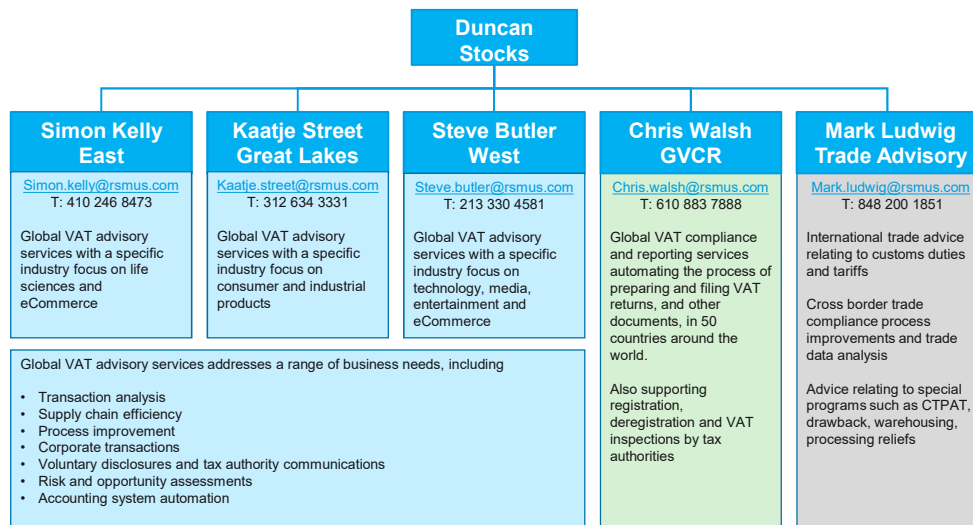 Duncan
Stocks
Simon Kelly
East
Simon.kelly@rsmus.com
T: 410 246 8473
Global VAT advisory
services with a specific
industry focus on life
sciences and
eCommerce
Kaatje Street
Great Lakes
Kaatje.street@rsmus.com
T: 312 634 3331
Global VAT advisory
services with a specific
industry focus on
consumer and industrial
products
Steve Butler
West
Steve.butler@rsmus.com
T: 213 330 4581
Global VAT advisory
services with a specific
industry focus on
technology, media,
entertainment and
eCommerce
Global VAT advisory services addresses a range of business needs, including
• Transaction analysis
• Supply chain efficiency
• Process improvement
• Corporate transactions
• Voluntary disclosures and tax authority communications
• Risk and opportunity assessments
• Accounting system automation
Chris Walsh
GVCR
Chris.walsh@rsmus.com
T: 610 883 7888
Global VAT compliance
and reporting services
automating the process of
preparing and filing VAT
returns, and other
documents, in 50
countries around the
world.
Also supporting
registration,
deregistration and VAT
inspections by tax
authorities
Mark Ludwig
Trade Advisory
Mark.ludwig@rsmus.com
T: 848 200 1851
International trade advice
relating to customs duties
and tariffs
Cross border trade
compliance process
improvements and trade
data analysis
Advice relating to special
programs such as CTPAT,
drawback, warehousing,
processing reliefs